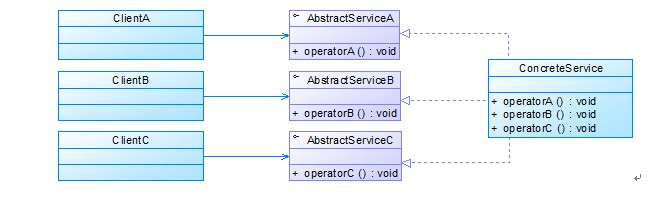 ClientA
AbstractServiceA
+ operatorA () : void
ClientB
AbstractServiceB
+ operatorB () : void
ConcreteService
+ operatorA () : void
+ operatorB () : void
+ operatorC () : void
ClientC
AbstractServiceC
+ operatorC () : void